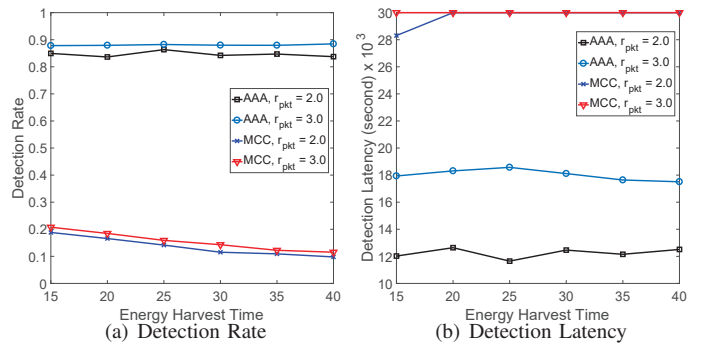 1
0.9
0.8
0.7
0.6
0.5
0.4
0.3
0.2
0.1
0
Detection Rate
AAA, r_pkt = 2.0
AAA, r_pkt = 3.0
MCC, r_pkt = 2.0
MCC, r_pkt = 3.0
15 20 25 30 35 40
Energy Harvest Time
(a) Detection Rate
30
28
26
24
22
20
18
16
14
12
10
Detection Latency (second) x 10^3
AAA, r_pkt = 2.0
AAA, r_pkt = 3.0
MCC, r_pkt = 2.0
MCC, r_pkt = 3.0
15 20 25 30 35 40
Energy Harvest Time
(b) Detection Latency